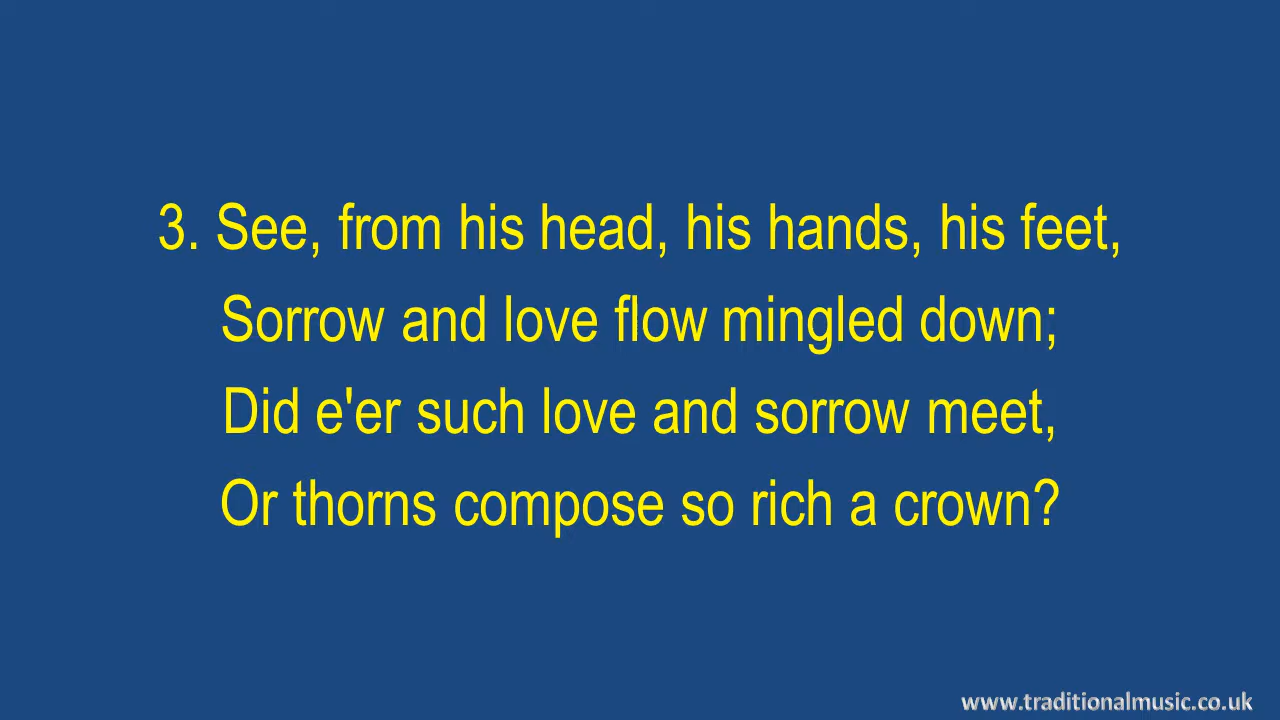 3. See, from his head, his hands, his feet,
Sorrow and love flow mingled down;
Did e'er such love and sorrow meet,
Or thorns compose so rich a crown?
www.traditionalmusic.co.uk